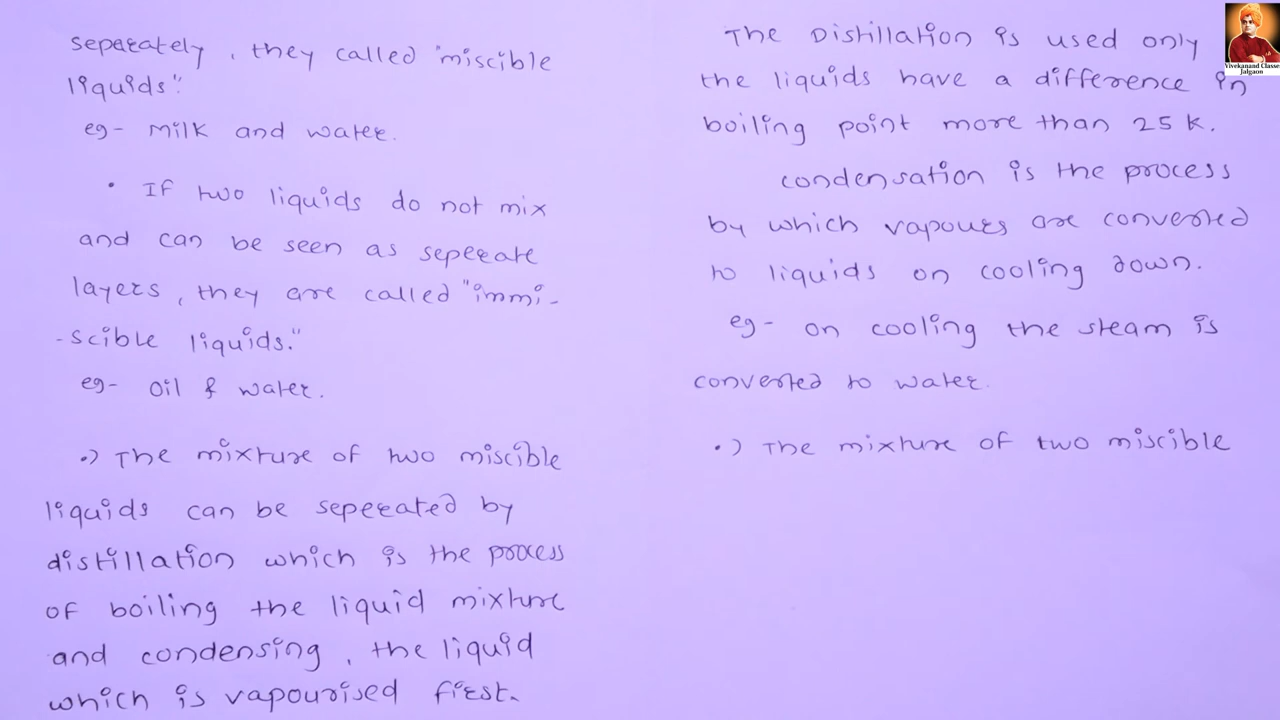 seperately, they called "miscible
liquids".
eg- Milk and water.
• If two liquids do not mix
and can be seen as seperate
layers, they are called "immi-
-scible liquids."
eg- Oil & water.
•) The mixture of two miscible
liquids can be seperated by
distillation which is the process
of boiling the liquid mixture
and condensing, the liquid
which is vapourised first.
The Distillation is used only
the liquids have a difference in
boiling point more than 25 K.
condensation is the process
by which vapours are converted
to liquids on cooling down.
eg- on cooling the steam is
converted to water.
•) The mixture of two miscible
Vivekanand Classes
Jalgaon